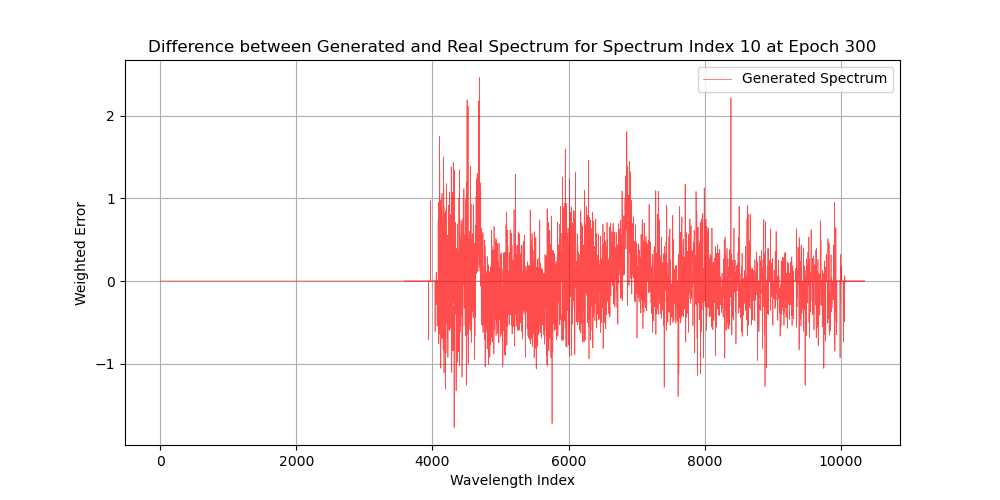 Difference between Generated and Real Spectrum for Spectrum Index 10 at Epoch 300
Generated Spectrum
Weighted Error
2
1
0
−1
0 2000 4000 6000 8000 10000
Wavelength Index